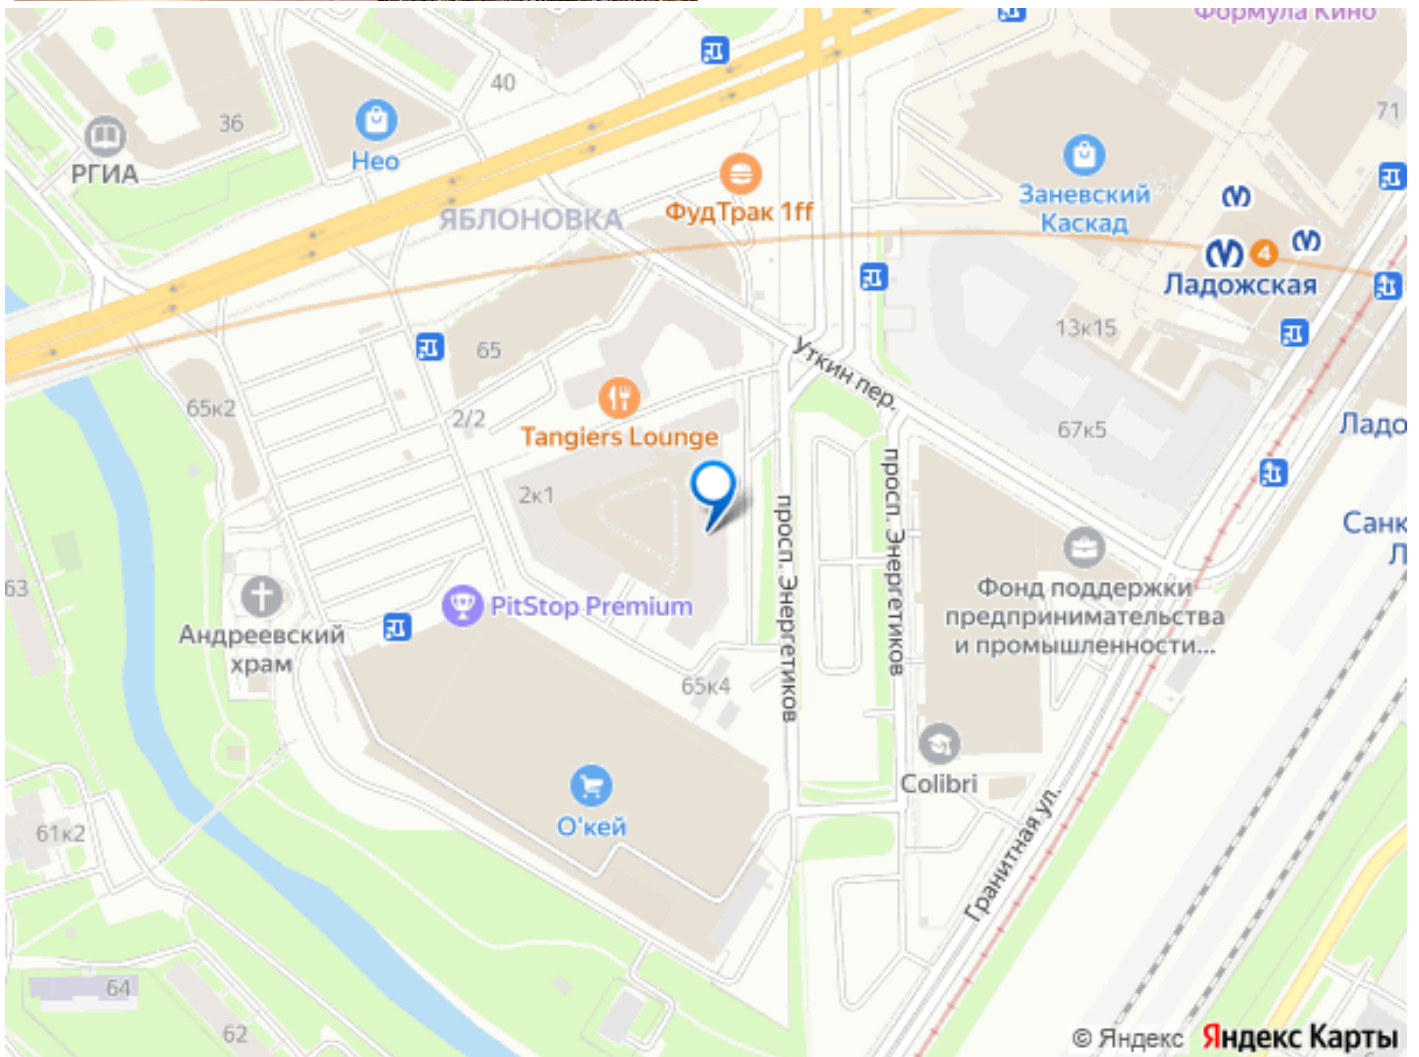 Формула Кино
40
36
71
РГИА
Нео
ФудТрак 1ff
ЯБЛОНОВКА
Заневский
Каскад
4
Ладожская
13к15
65
Уткин пер.
65к2
2/2
Tangiers Lounge
67к5
Ладо
2к1
просп. Энергетиков
просп. Энергетиков
Санк
Л
63
Фонд поддержки
предпринимательства
и промышленности...
PitStop Premium
Андреевский
храм
65к4
Colibri
61к2
О'кей
Гранитная ул.
64
62
© Яндекс Яндекс Карты